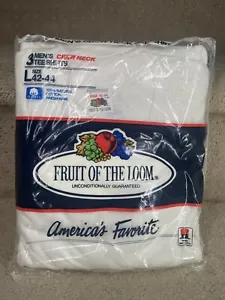 3 MEN'S CREW NECK
TEE SHIRTS
L SIZE
42-44
FRUIT OF THE LOOM®
UNCONDITIONALLY GUARANTEED
America's Favorite